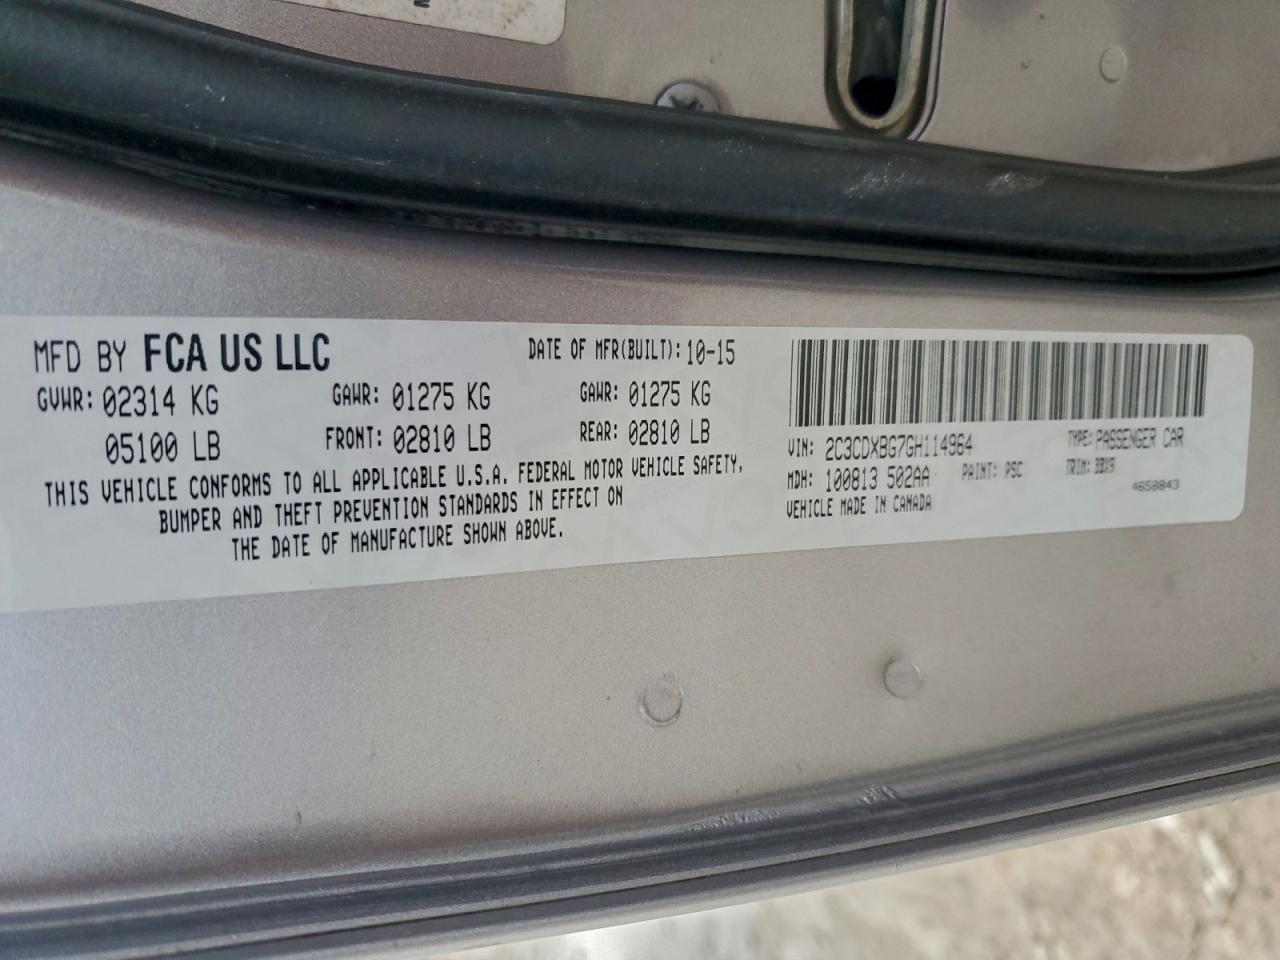 MFD BY FCA US LLC DATE OF MFR(BUILT): 10-15
GVWR: 02314 KG GAWR: 01275 KG GAWR: 01275 KG
05100 LB FRONT: 02810 LB REAR: 02810 LB
THIS VEHICLE CONFORMS TO ALL APPLICABLE U.S.A. FEDERAL MOTOR VEHICLE SAFETY,
BUMPER AND THEFT PREVENTION STANDARDS IN EFFECT ON
THE DATE OF MANUFACTURE SHOWN ABOVE.
VIN: 2C3CDXBG7GH114964 TYPE: PASSENGER CAR
MDH: 100813 502AA PAINT: PSC TRIM: BBX9
VEHICLE MADE IN CANADA 4658843